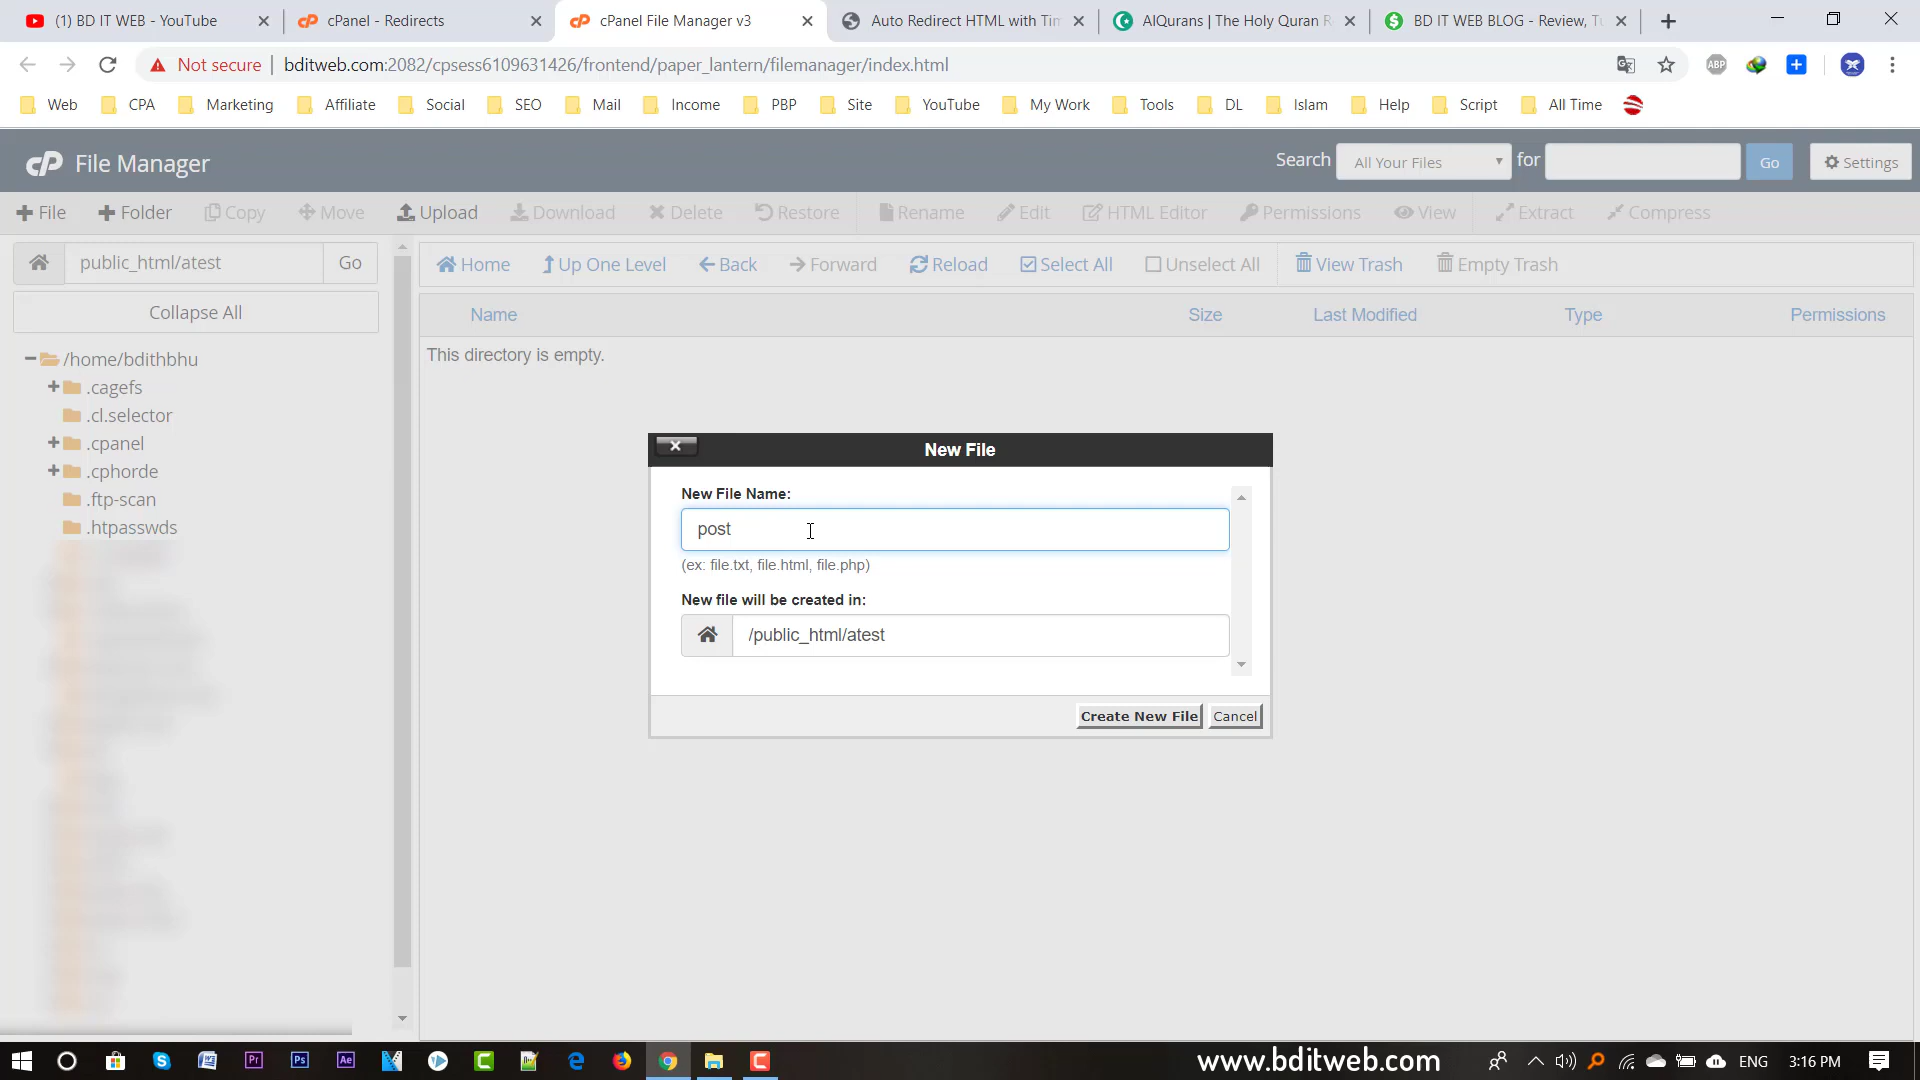 (1) BD IT WEB - YouTube
cPanel - Redirects
cPanel File Manager v3
Auto Redirect HTML with Tim
AlQurans | The Holy Quran R
BD IT WEB BLOG - Review, Tu
Not secure | bditweb.com:2082/cpsess6109631426/frontend/paper_lantern/filemanager/index.html
ABP
Web CPA Marketing Affiliate Social SEO Mail Income PBP Site YouTube My Work Tools DL Islam Help Script All Time
cP File Manager
Search All Your Files for Go Settings
File Folder Copy Move Upload Download Delete Restore Rename Edit HTML Editor Permissions View Extract Compress
public_html/atest Go
Home Up One Level Back Forward Reload Select All Unselect All View Trash Empty Trash
Collapse All
Name Size Last Modified Type Permissions
This directory is empty.
/home/bdithbhu
.cagefs
.cl.selector
.cpanel
.cphorde
.ftp-scan
.htpasswds
New File
New File Name:
post
(ex: file.txt, file.html, file.php)
New file will be created in:
/public_html/atest
Create New File Cancel
Pr Ps Ae
www.bditweb.com
ENG 3:16 PM